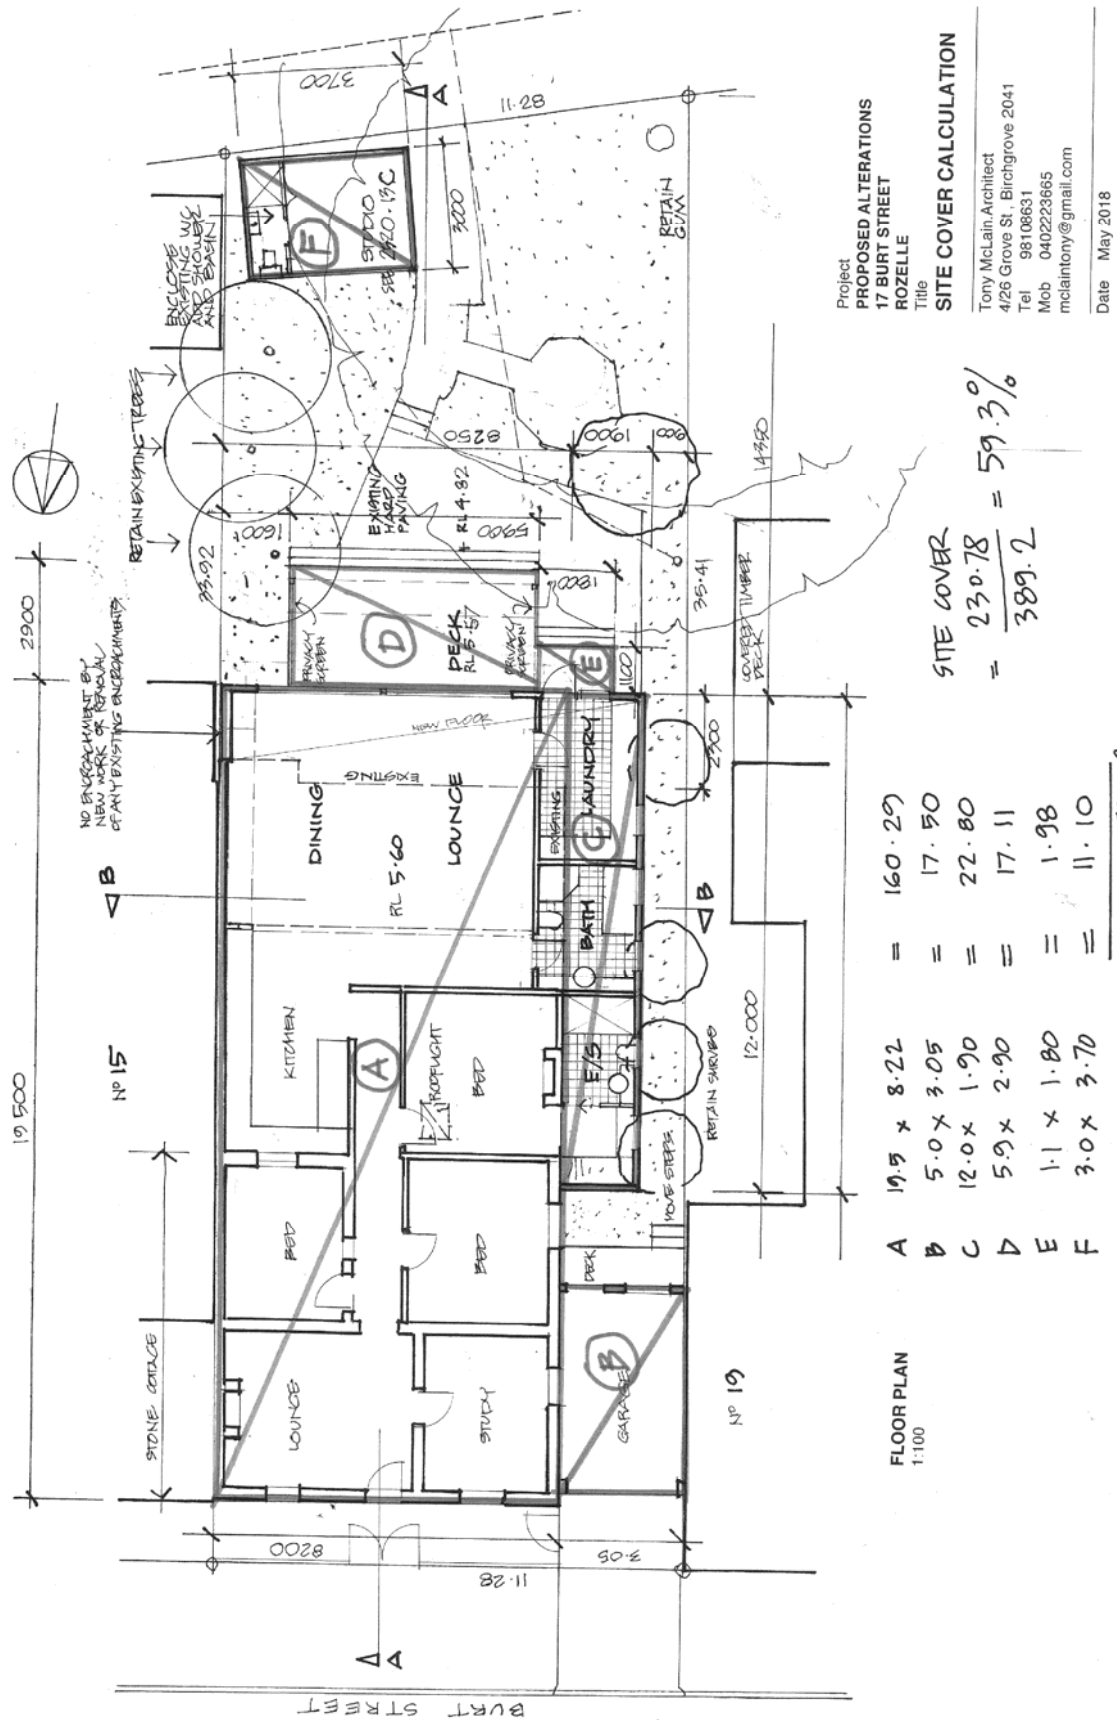 19 500
2900
NO ENCROACHMENT BY
NEW WORK OR REMOVAL
OF ANY EXISTING ENCROACHMENTS
RETAIN EXISTING TREES
ENCLOSE
EXISTING WC
AND SHOWER
AND BASIN
3700
Nº 15
B
STONE COTTAGE
33.92
1600
EXISTING
HARD
PAVING
+ RL 4.82
5900
8250
1900
900
1800
1100
F
STUDIO
SEE 2320.13C
3000
A
11.28
RETAIN
GUM
PRIVACY
SCREEN
D
DECK
RL 5.57
PRIVACY
SCREEN
E
DINING
EXISTING
LOUNGE
RL 5.60
KITCHEN
A
ROOFLIGHT
BED
BED
BED
LOUNGE
STUDY
EXISTING
LAUNDRY
C
BATH
E/S
MOVE STEPS
DECK
B
GARAGE
RETAIN SHRUBS
B
2300
35.41
COVERED TIMBER
DECK
14350
12.000
Nº 19
8200
3.05
11.28
A
BURT STREET
FLOOR PLAN
1:100
A 19.5 x 8.22 = 160.29
B 5.0 x 3.05 = 17.50
C 12.0 x 1.90 = 22.80
D 5.9 x 2.90 = 17.11
E 1.1 x 1.80 = 1.98
F 3.0 x 3.70 = 11.10
SITE COVER
= 230.78 = 59.3%
389.2
Project
PROPOSED ALTERATIONS
17 BURT STREET
ROZELLE
Title
SITE COVER CALCULATION
Tony McLain.Architect
4/26 Grove St , Birchgrove 2041
Tel 98108631
Mob 0402223665
mclaintony@gmail.com
Date May 2018